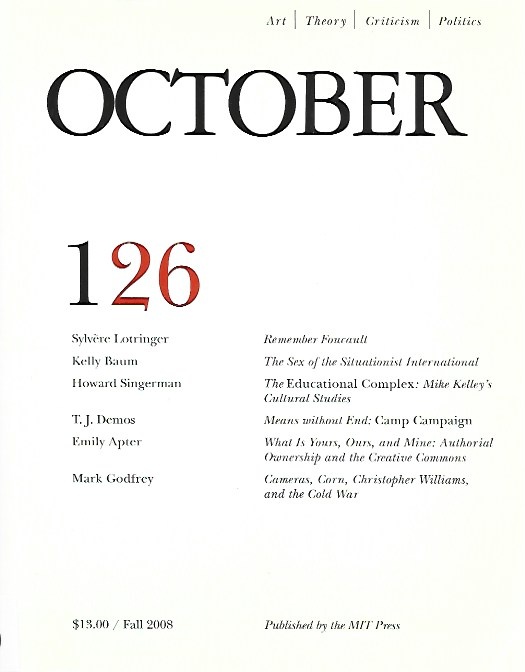 Art | Theory | Criticism | Politics
OCTOBER
126
Sylvère Lotringer Remember Foucault
Kelly Baum The Sex of the Situationist International
Howard Singerman The Educational Complex: Mike Kelley's
Cultural Studies
T. J. Demos Means without End: Camp Campaign
Emily Apter What Is Yours, Ours, and Mine: Authorial
Ownership and the Creative Commons
Mark Godfrey Cameras, Corn, Christopher Williams,
and the Cold War
$13.00 / Fall 2008 Published by the MIT Press